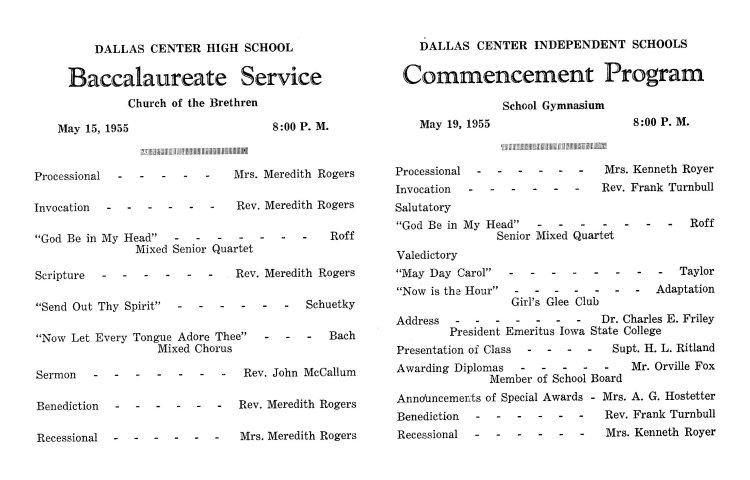 DALLAS CENTER HIGH SCHOOL
Baccalaureate Service
Church of the Brethren
May 15, 1955 8:00 P. M.
Processional - - - - - Mrs. Meredith Rogers
Invocation - - - - - - Rev. Meredith Rogers
“God Be in My Head” - - - - - - - Roff
Mixed Senior Quartet
Scripture - - - - - - Rev. Meredith Rogers
“Send Out Thy Spirit” - - - - - - Schuetky
“Now Let Every Tongue Adore Thee” - - - Bach
Mixed Chorus
Sermon - - - - - - - Rev. John McCallum
Benediction - - - - - - Rev. Meredith Rogers
Recessional - - - - - - Mrs. Meredith Rogers
DALLAS CENTER INDEPENDENT SCHOOLS
Commencement Program
School Gymnasium
May 19, 1955 8:00 P. M.
Processional - - - - - - Mrs. Kenneth Royer
Invocation - - - - - - Rev. Frank Turnbull
Salutatory
“God Be in My Head” - - - - - - - Roff
Senior Mixed Quartet
Valedictory
“May Day Carol” - - - - - - - - Taylor
“Now is the Hour” - - - - - - - Adaptation
Girl's Glee Club
Address - - - - - - - Dr. Charles E. Friley
President Emeritus Iowa State College
Presentation of Class - - - - Supt. H. L. Ritland
Awarding Diplomas - - - - - Mr. Orville Fox
Member of School Board
Announcements of Special Awards - Mrs. A. G. Hostetter
Benediction - - - - - - Rev. Frank Turnbull
Recessional - - - - - - Mrs. Kenneth Royer